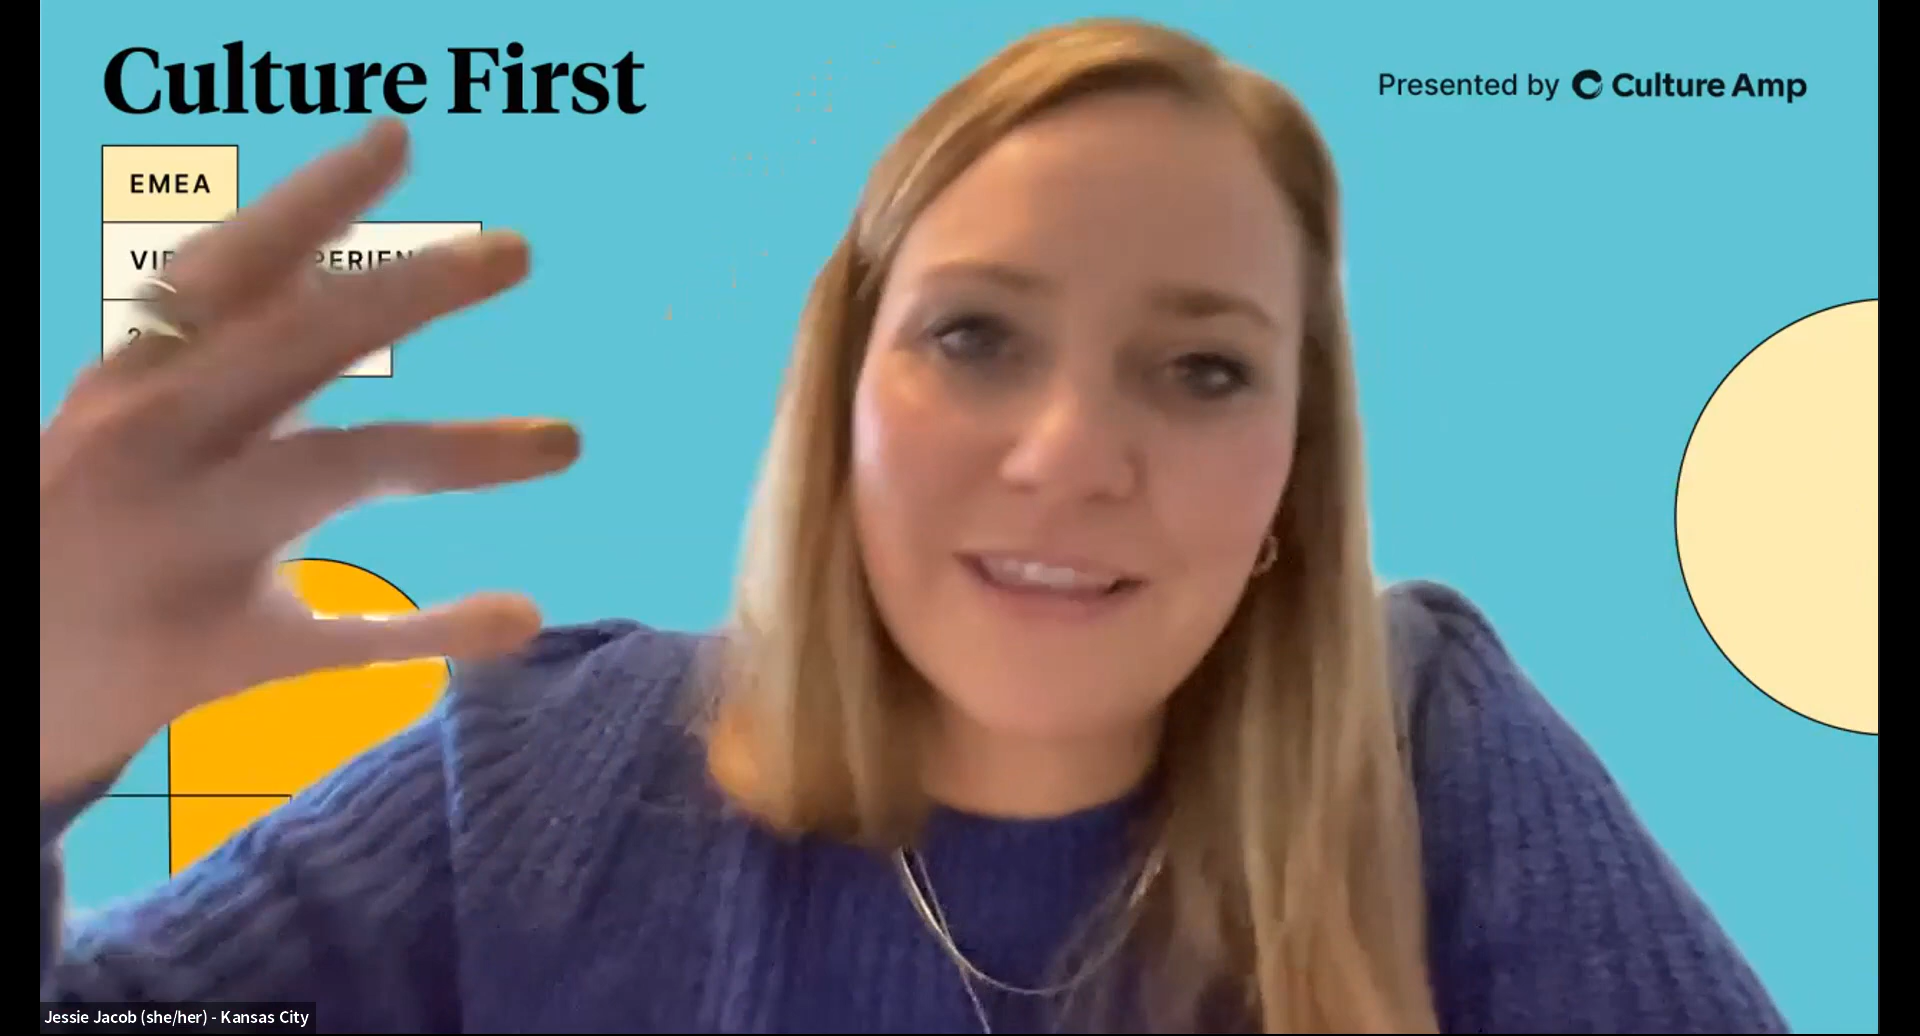 Culture First
Presented by Culture Amp
EMEA
Jessie Jacob (she/her) - Kansas City